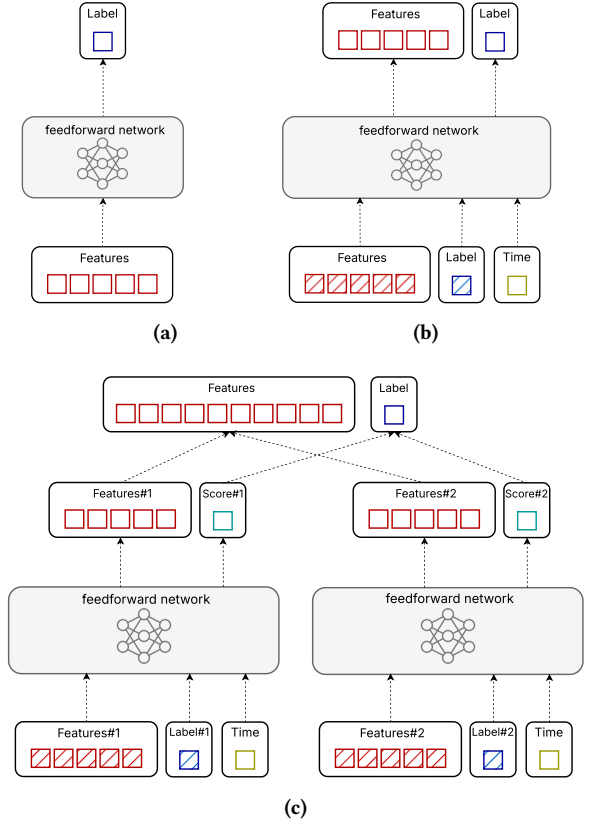 Label
feedforward network
Features
(a)
Features
Label
feedforward network
Features
Label
Time
(b)
Features
Label
Features#1
Score#1
Features#2
Score#2
feedforward network
feedforward network
Features#1
Label#1
Time
Features#2
Label#2
Time
(c)